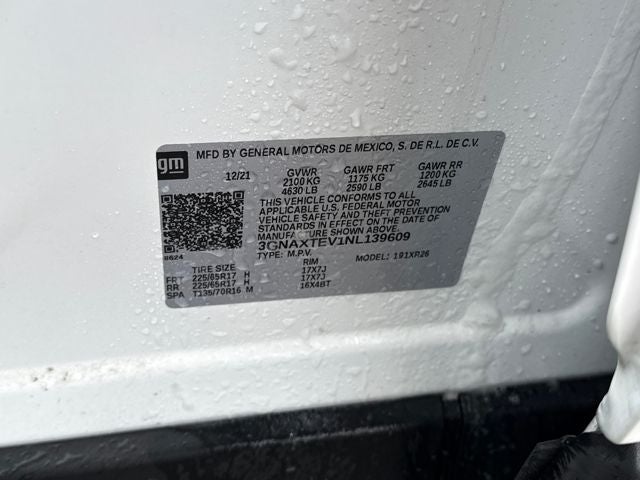 gm
MFD BY GENERAL MOTORS DE MEXICO, S. DE R.L. DE C.V.
12/21 GVWR GAWR FRT GAWR RR
2100 KG 1175 KG 1200 KG
4630 LB 2590 LB 2645 LB
THIS VEHICLE CONFORMS TO ALL
APPLICABLE U.S. FEDERAL MOTOR
VEHICLE SAFETY AND THEFT PREVENTION
STANDARDS IN EFFECT ON THE DATE OF
MANUFACTURE SHOWN ABOVE.
3GNAXTEV1NL139609
8624 TYPE: M.P.V. MODEL: 191XR26
TIRE SIZE RIM
FRT 225/65R17 H 17X7J
RR 225/65R17 H 17X7J
SPA T135/70R16 M 16X4BT